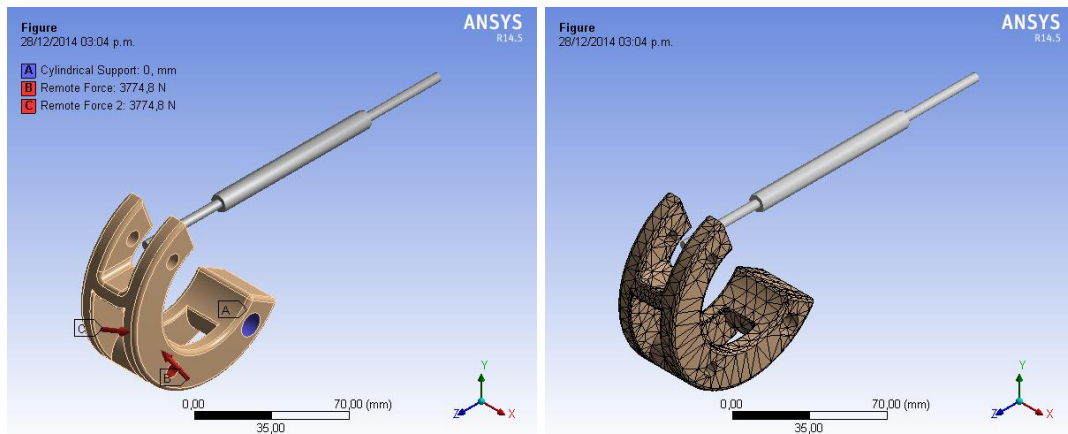 Figure
28/12/2014 03:04 p.m.
A Cylindrical Support: 0, mm
B Remote Force: 3774,8 N
C Remote Force 2: 3774,8 N
ANSYS
R14.5
A
C
B
0,00 70,00 (mm)
35,00
Y
Z X
Figure
28/12/2014 03:04 p.m.
ANSYS
R14.5
0,00 70,00 (mm)
35,00
Y
Z X